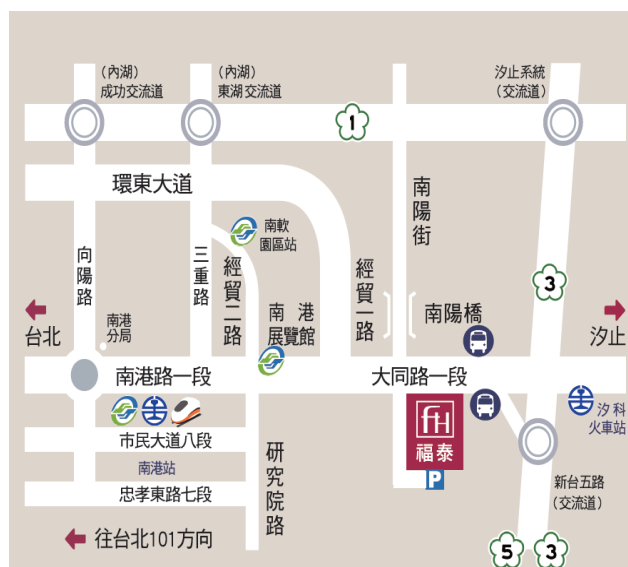 (內湖)
成功交流道
(內湖)
東湖交流道
汐止系統
(交流道)
1
環東大道
南陽街
南軟
園區站
向陽路
三重路
經貿二路
經貿一路
3
南港
展覽館
南陽橋
台北
南港
分局
汐止
南港路一段
大同路一段
fH
福泰
P
汐科
火車站
市民大道八段
南港站
忠孝東路七段
研究院路
新台五路
(交流道)
往台北101方向
5
3